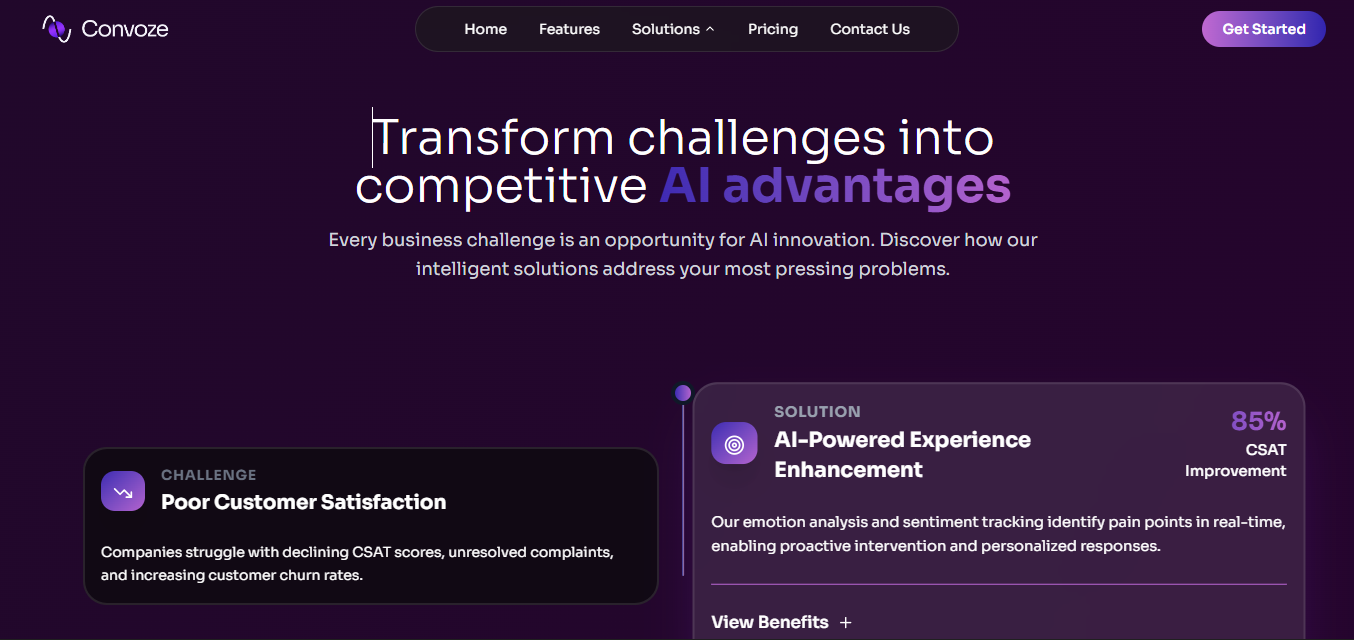 Convoze
Home
Features
Solutions
Pricing
Contact Us
Get Started
Transform challenges into
competitive AI advantages
Every business challenge is an opportunity for AI innovation. Discover how our
intelligent solutions address your most pressing problems.
CHALLENGE
Poor Customer Satisfaction
Companies struggle with declining CSAT scores, unresolved complaints,
and increasing customer churn rates.
SOLUTION
AI-Powered Experience
Enhancement
85%
CSAT
Improvement
Our emotion analysis and sentiment tracking identify pain points in real-time,
enabling proactive intervention and personalized responses.
View Benefits +